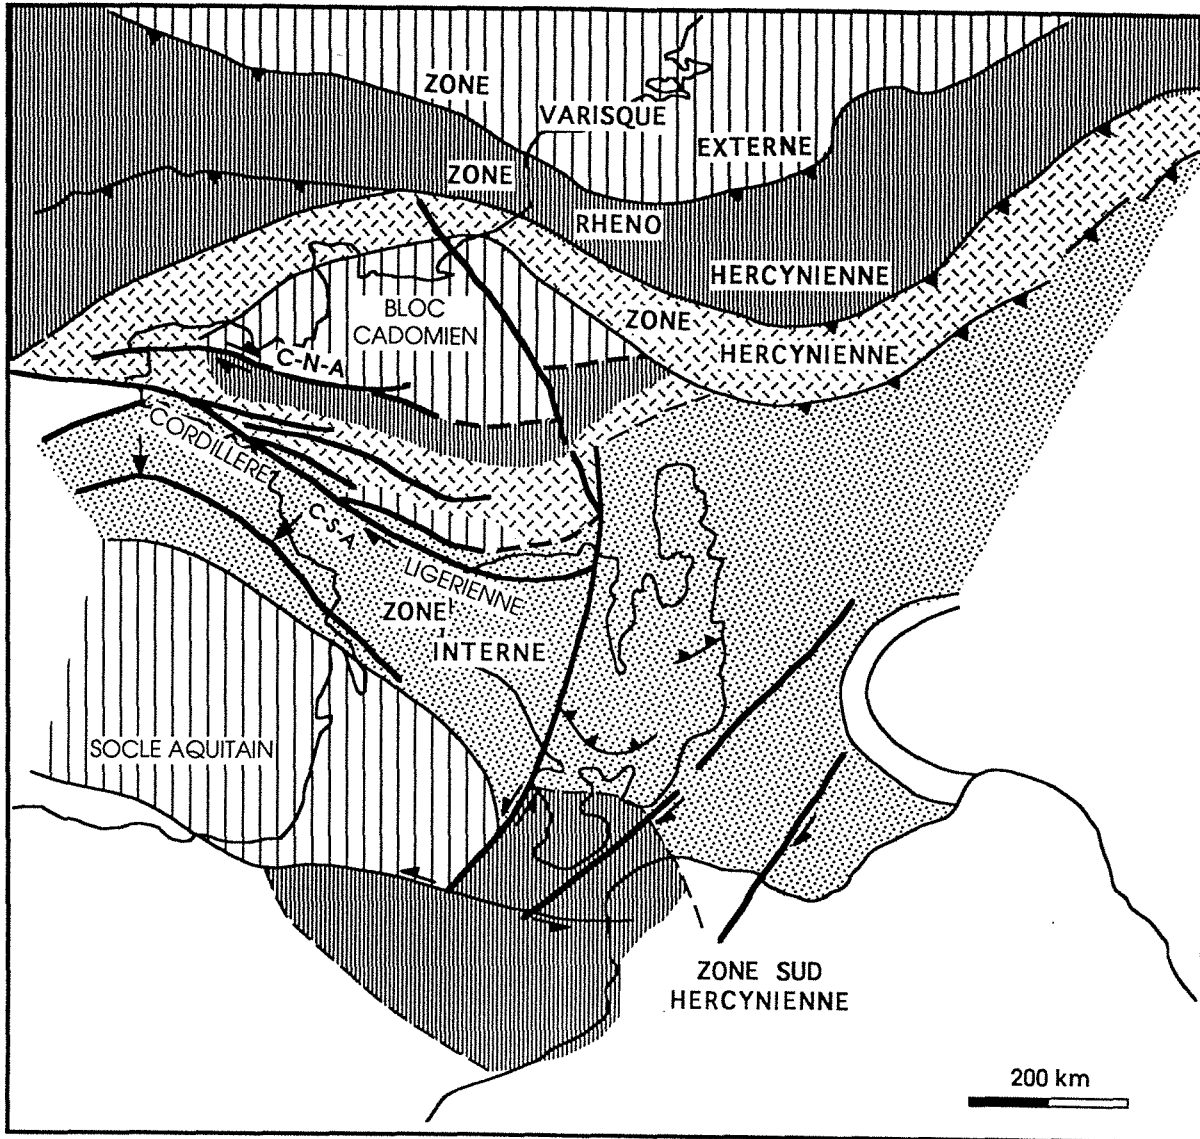 ZONE
VARISQUE
EXTERNE
ZONE
RHENO
HERCYNIENNE
BLOC
CADOMIEN
ZONE
HERCYNIENNE
C-N-A
CORDILLERE
C-S-A
LIGERIENNE
ZONE
INTERNE
SOCLE AQUITAIN
ZONE SUD
HERCYNIENNE
200 km